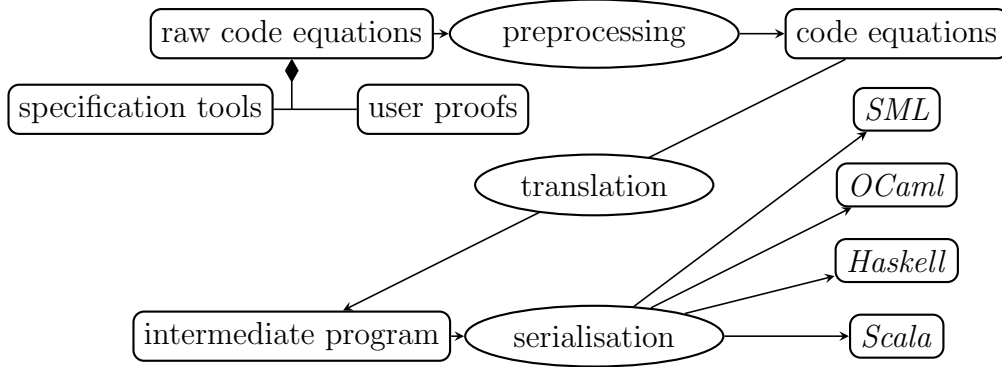 raw code equations
preprocessing
code equations
specification tools
user proofs
SML
translation
OCaml
Haskell
intermediate program
serialisation
Scala